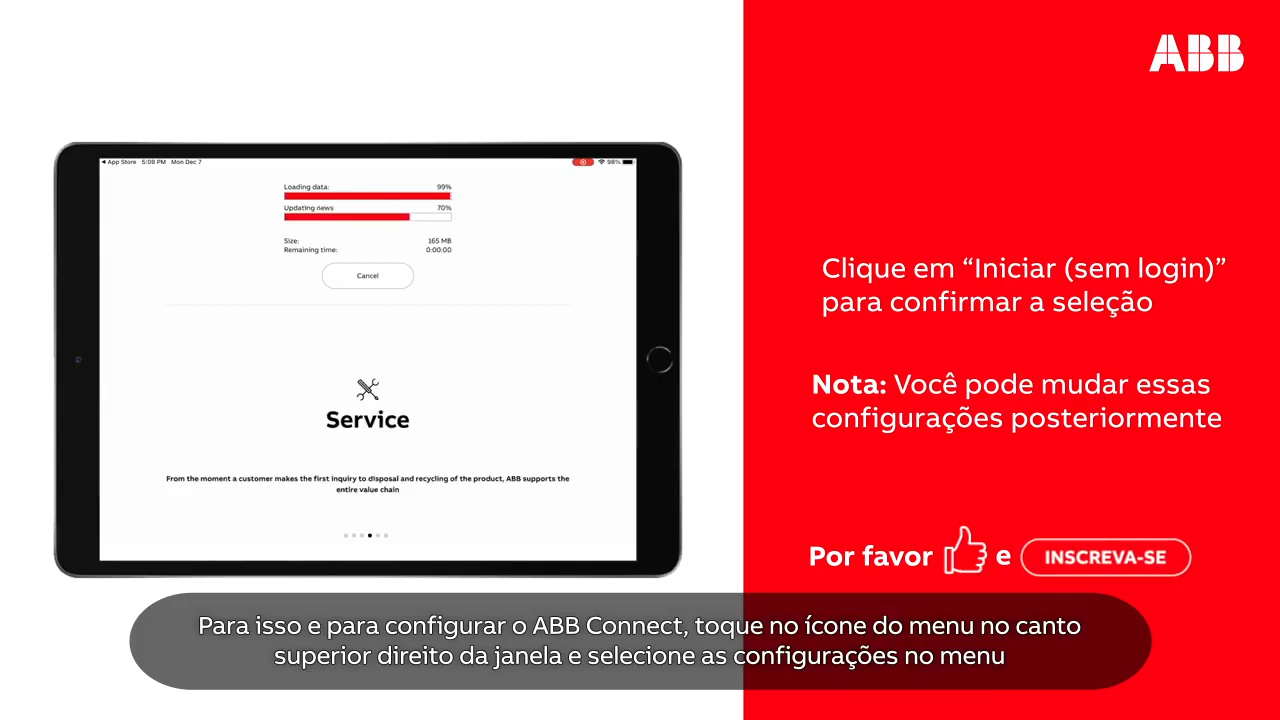 ABB
App Store 5:09 PM Mon Dec 7
98%
Loading data: 99%
Updating news 70%
Size: 165 MB
Remaining time: 0:00:00
Cancel
Service
From the moment a customer makes the first inquiry to disposal and recycling of the product, ABB supports the
entire value chain
Clique em “Iniciar (sem login)”
para confirmar a seleção
Nota: Você pode mudar essas
configurações posteriormente
Por favor e INSCREVA-SE
Para isso e para configurar o ABB Connect, toque no ícone do menu no canto
superior direito da janela e selecione as configurações no menu